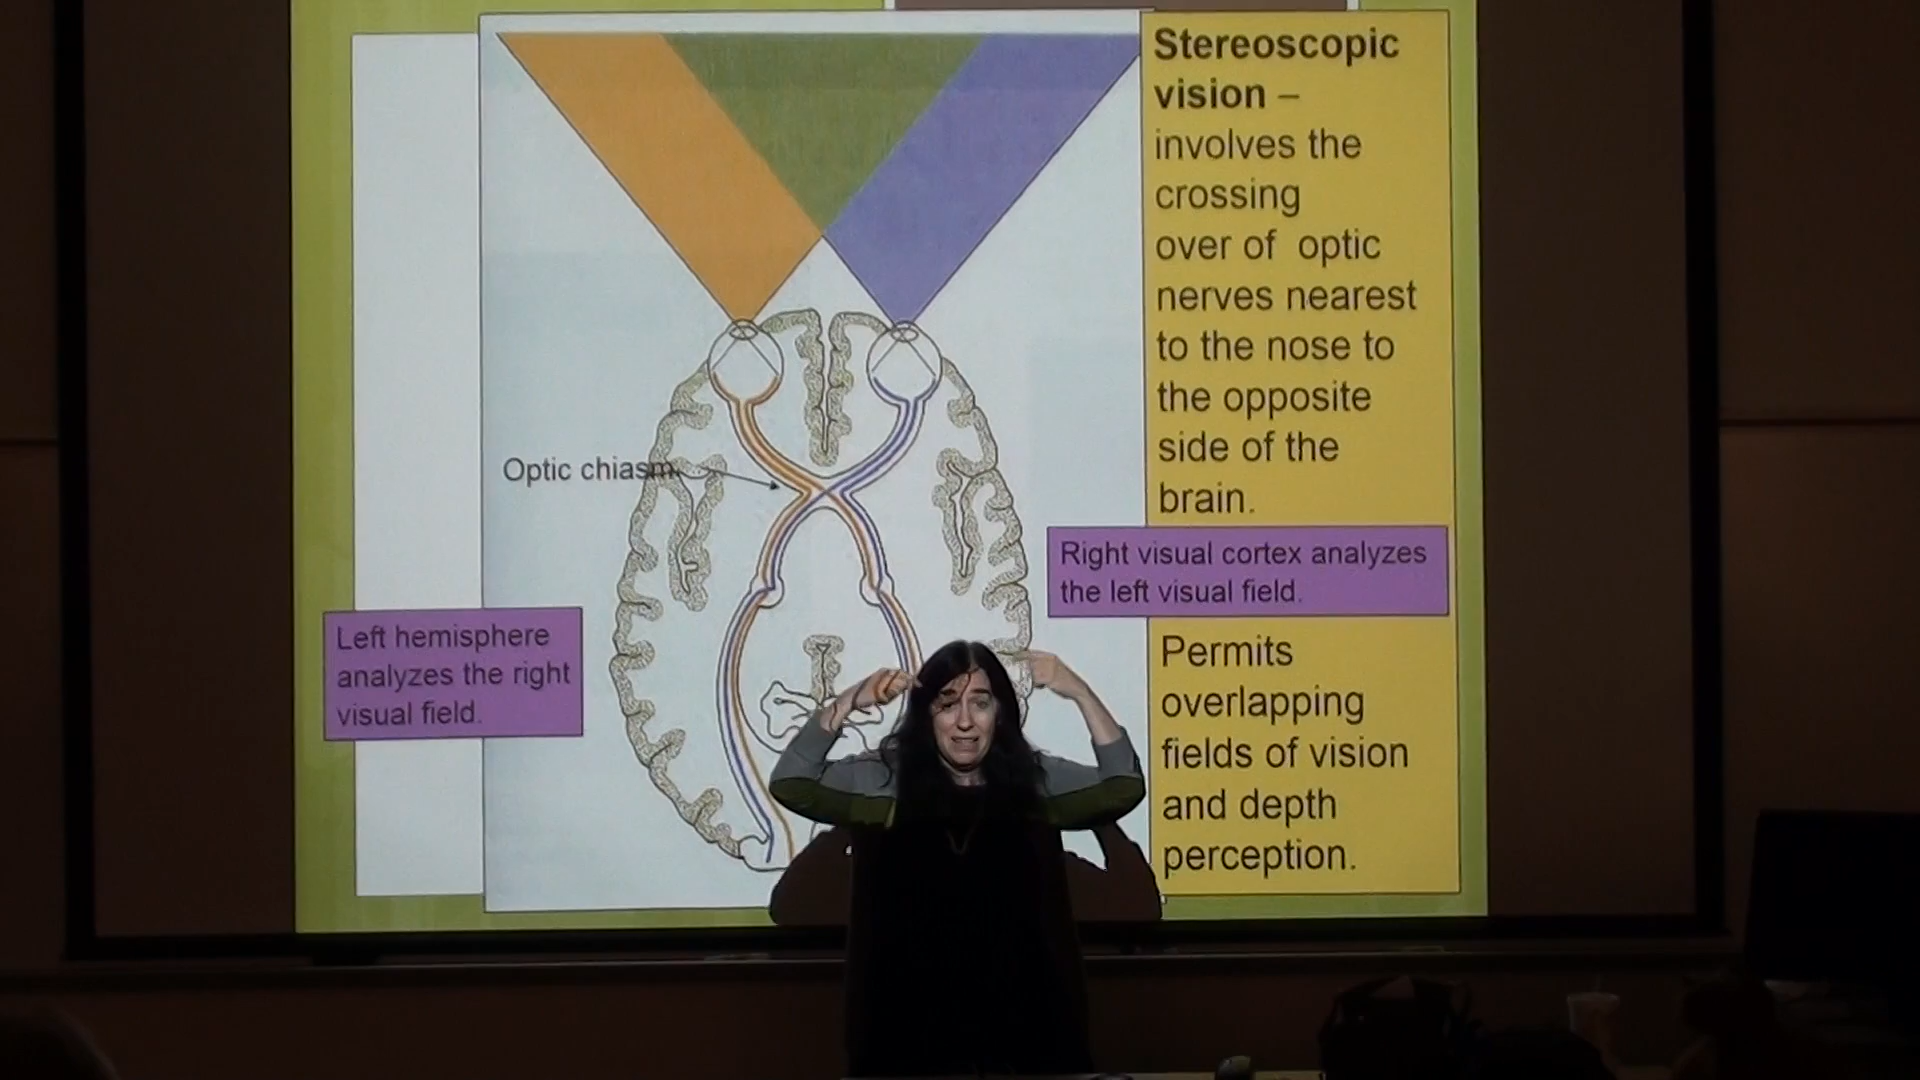 Stereoscopic
vision –
involves the
crossing
over of optic
nerves nearest
to the nose to
the opposite
side of the
brain.
Optic chiasm
Right visual cortex analyzes
the left visual field.
Left hemisphere
analyzes the right
visual field.
Permits
overlapping
fields of vision
and depth
perception.